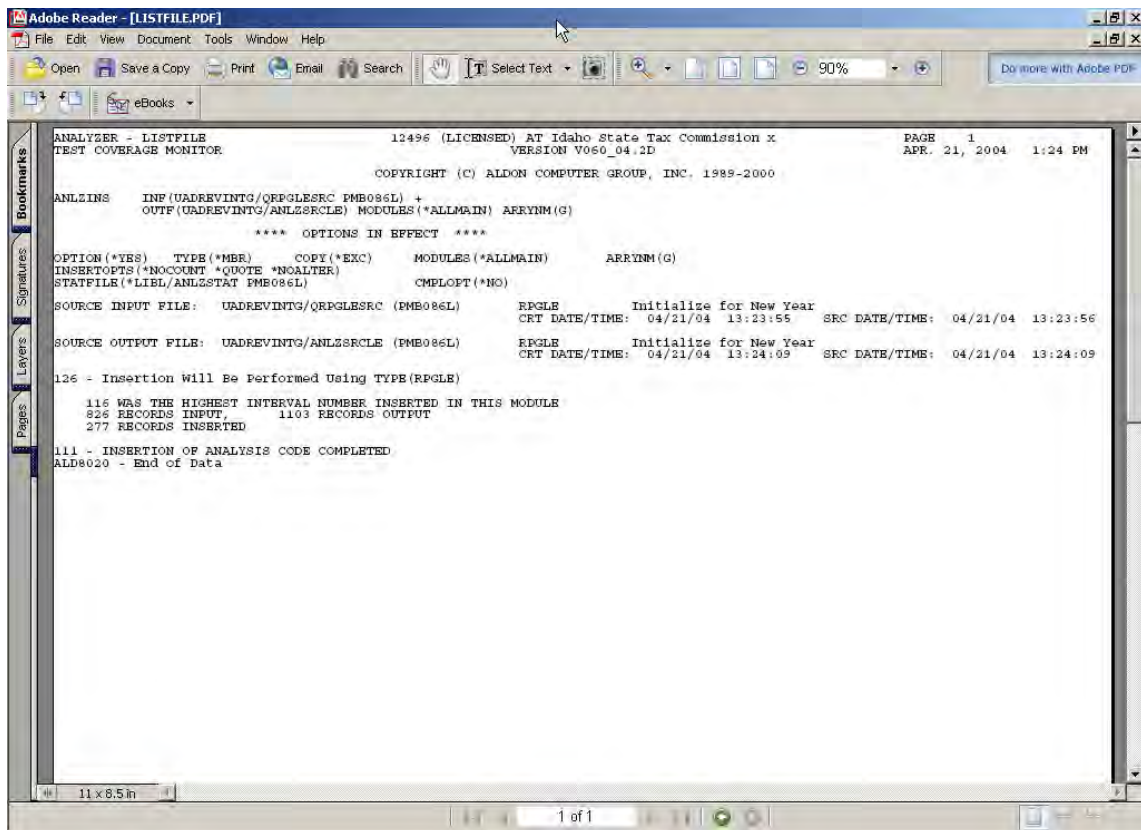 Adobe Reader - [LISTFILE.PDF]
File Edit View Document Tools Window Help
Open Save a Copy Print Email Search Select Text 90% Do more with Adobe PDF
eBooks
Bookmarks
Signatures
Layers
Pages
ANALYZER - LISTFILE 12496 (LICENSED) AT Idaho State Tax Commission x PAGE 1
TEST COVERAGE MONITOR VERSION V060_04.2D APR. 21, 2004 1:24 PM
COPYRIGHT (C) ALDON COMPUTER GROUP, INC. 1989-2000
ANLZINS INF(UADREVINTG/QRPGLESRC PMB086L) +
OUTF(UADREVINTG/ANLZSRCLE) MODULES(*ALLMAIN) ARRYNM(G)
**** OPTIONS IN EFFECT ****
OPTION(*YES) TYPE(*MBR) COPY(*EXC) MODULES(*ALLMAIN) ARRYNM(G)
INSERTOPTS(*NOCOUNT *QUOTE *NOALTER)
STATFILE(*LIBL/ANLZSTAT PMB086L) CMPLOPT(*NO)
SOURCE INPUT FILE: UADREVINTG/QRPGLESRC (PMB086L) RPGLE Initialize for New Year
CRT DATE/TIME: 04/21/04 13:23:55 SRC DATE/TIME: 04/21/04 13:23:56
SOURCE OUTPUT FILE: UADREVINTG/ANLZSRCLE (PMB086L) RPGLE Initialize for New Year
CRT DATE/TIME: 04/21/04 13:24:09 SRC DATE/TIME: 04/21/04 13:24:09
126 - Insertion Will Be Performed Using TYPE(RPGLE)
116 WAS THE HIGHEST INTERVAL NUMBER INSERTED IN THIS MODULE
826 RECORDS INPUT, 1103 RECORDS OUTPUT
277 RECORDS INSERTED
111 - INSERTION OF ANALYSIS CODE COMPLETED
ALD8020 - End of Data
11 x 8.5 in
1 of 1